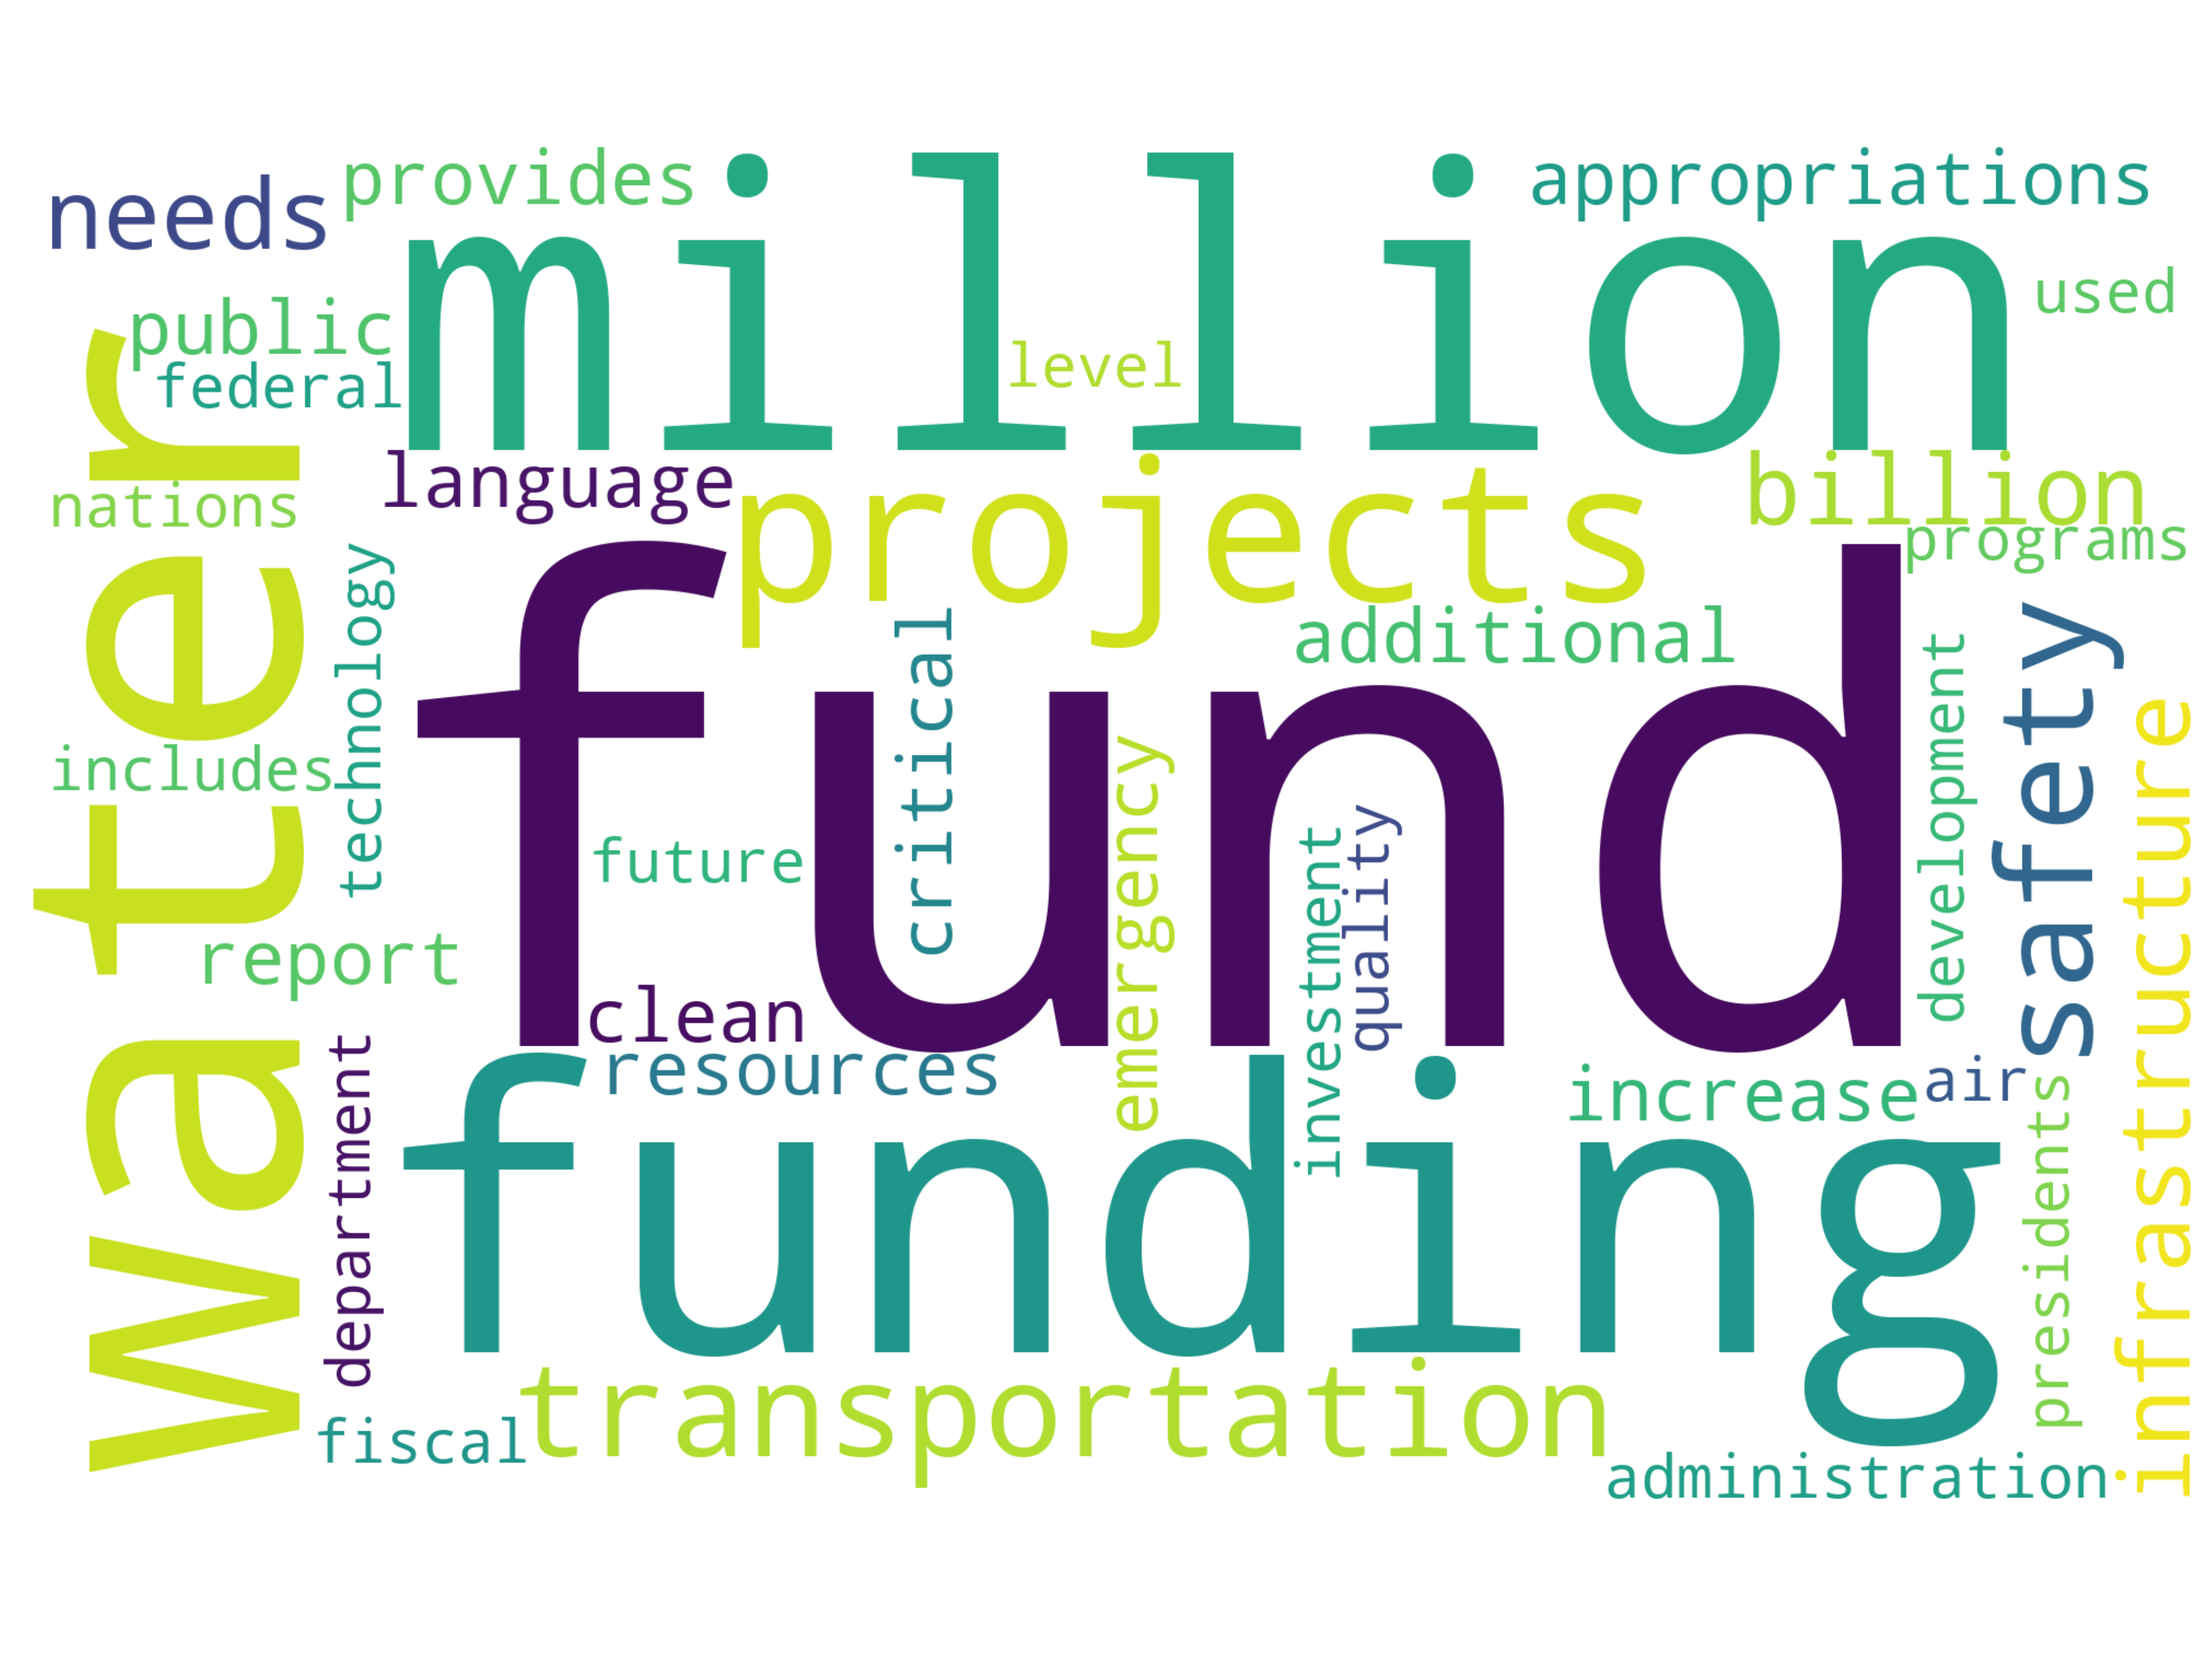 provides
appropriations
needs
million
used
public
level
federal
language
projects
billion
nations
programs
water
technology
fund
additional
critical
development
safety
includes
future
emergency
investment
quality
infrastructure
report
clean
resources
increase
air
department
funding
presidents
transportation
fiscal
administration